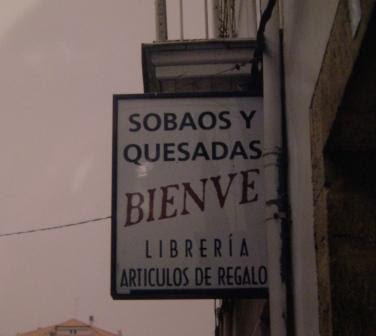 SOBAOS Y
QUESADAS
BIENVE
LIBRERÍA
ARTICULOS DE REGALO